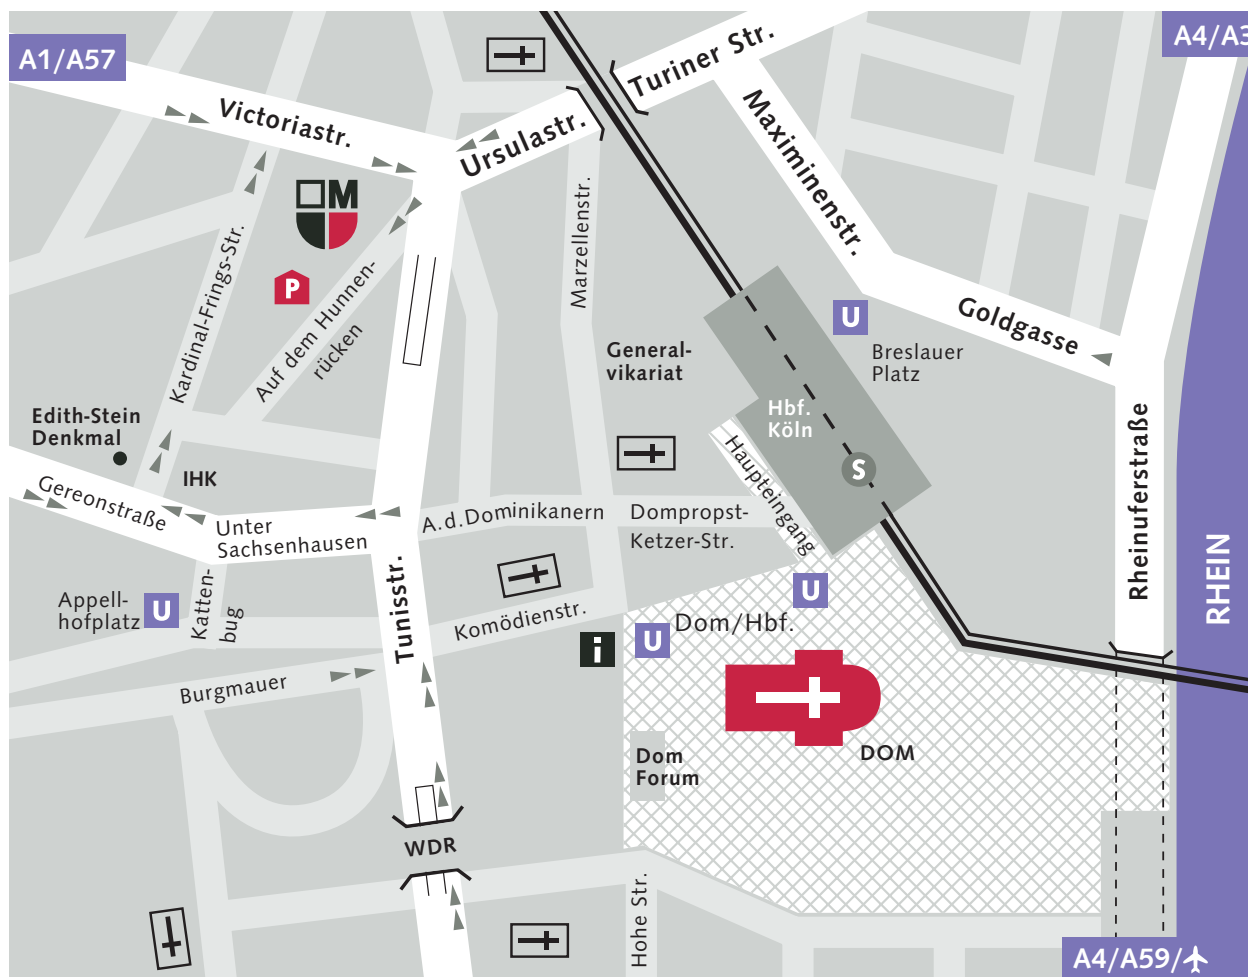 A1/A57
Turiner Str.
A4/A3
Victoriastr.
Ursulastr.
Maximinenstr.
M
Marzellenstr.
Kardinal-Frings-Str.
P
Auf dem Hunnen-
rücken
U
Goldgasse
General-
vikariat
Breslauer
Platz
Edith-Stein
Denkmal
Hbf.
Köln
Haupteingang
S
Rheinuferstraße
RHEIN
IHK
Gereonstraße
Unter
Sachsenhausen
A.d.Dominikanern
Dompropst-
Ketzer-Str.
Tunisstr.
Appell-
hofplatz
U
Katten-
bug
Komödienstr.
U
i
U
Dom/Hbf.
Burgmauer
DOM
Dom
Forum
WDR
Hohe Str.
A4/A59/